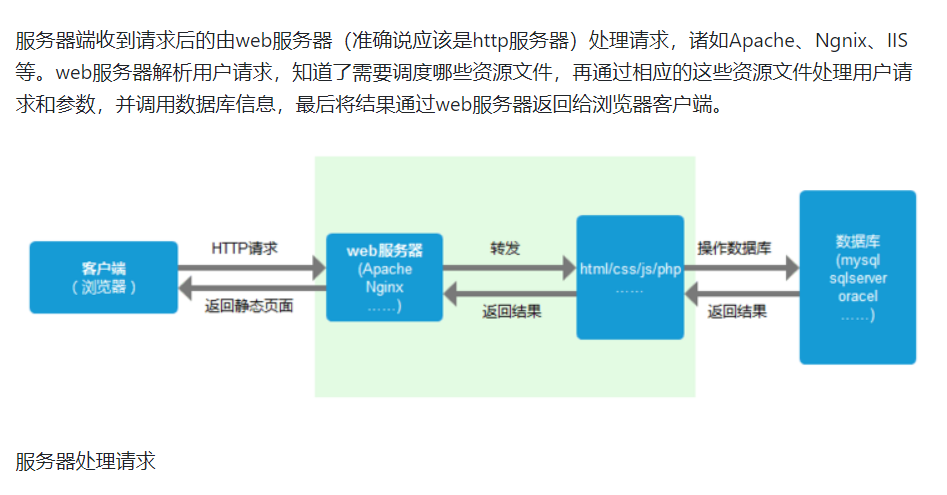 服务器端收到请求后的由web服务器（准确说应该是http服务器）处理请求，诸如Apache、Ngnix、IIS
等。web服务器解析用户请求，知道了需要调度哪些资源文件，再通过相应的这些资源文件处理用户请
求和参数，并调用数据库信息，最后将结果通过web服务器返回给浏览器客户端。
客户端
（浏览器）
HTTP请求
返回静态页面
web服务器
(Apache
Nginx
……)
转发
返回结果
html/css/js/php
……
操作数据库
返回结果
数据库
(mysql
sqlserver
oracel
……)
服务器处理请求